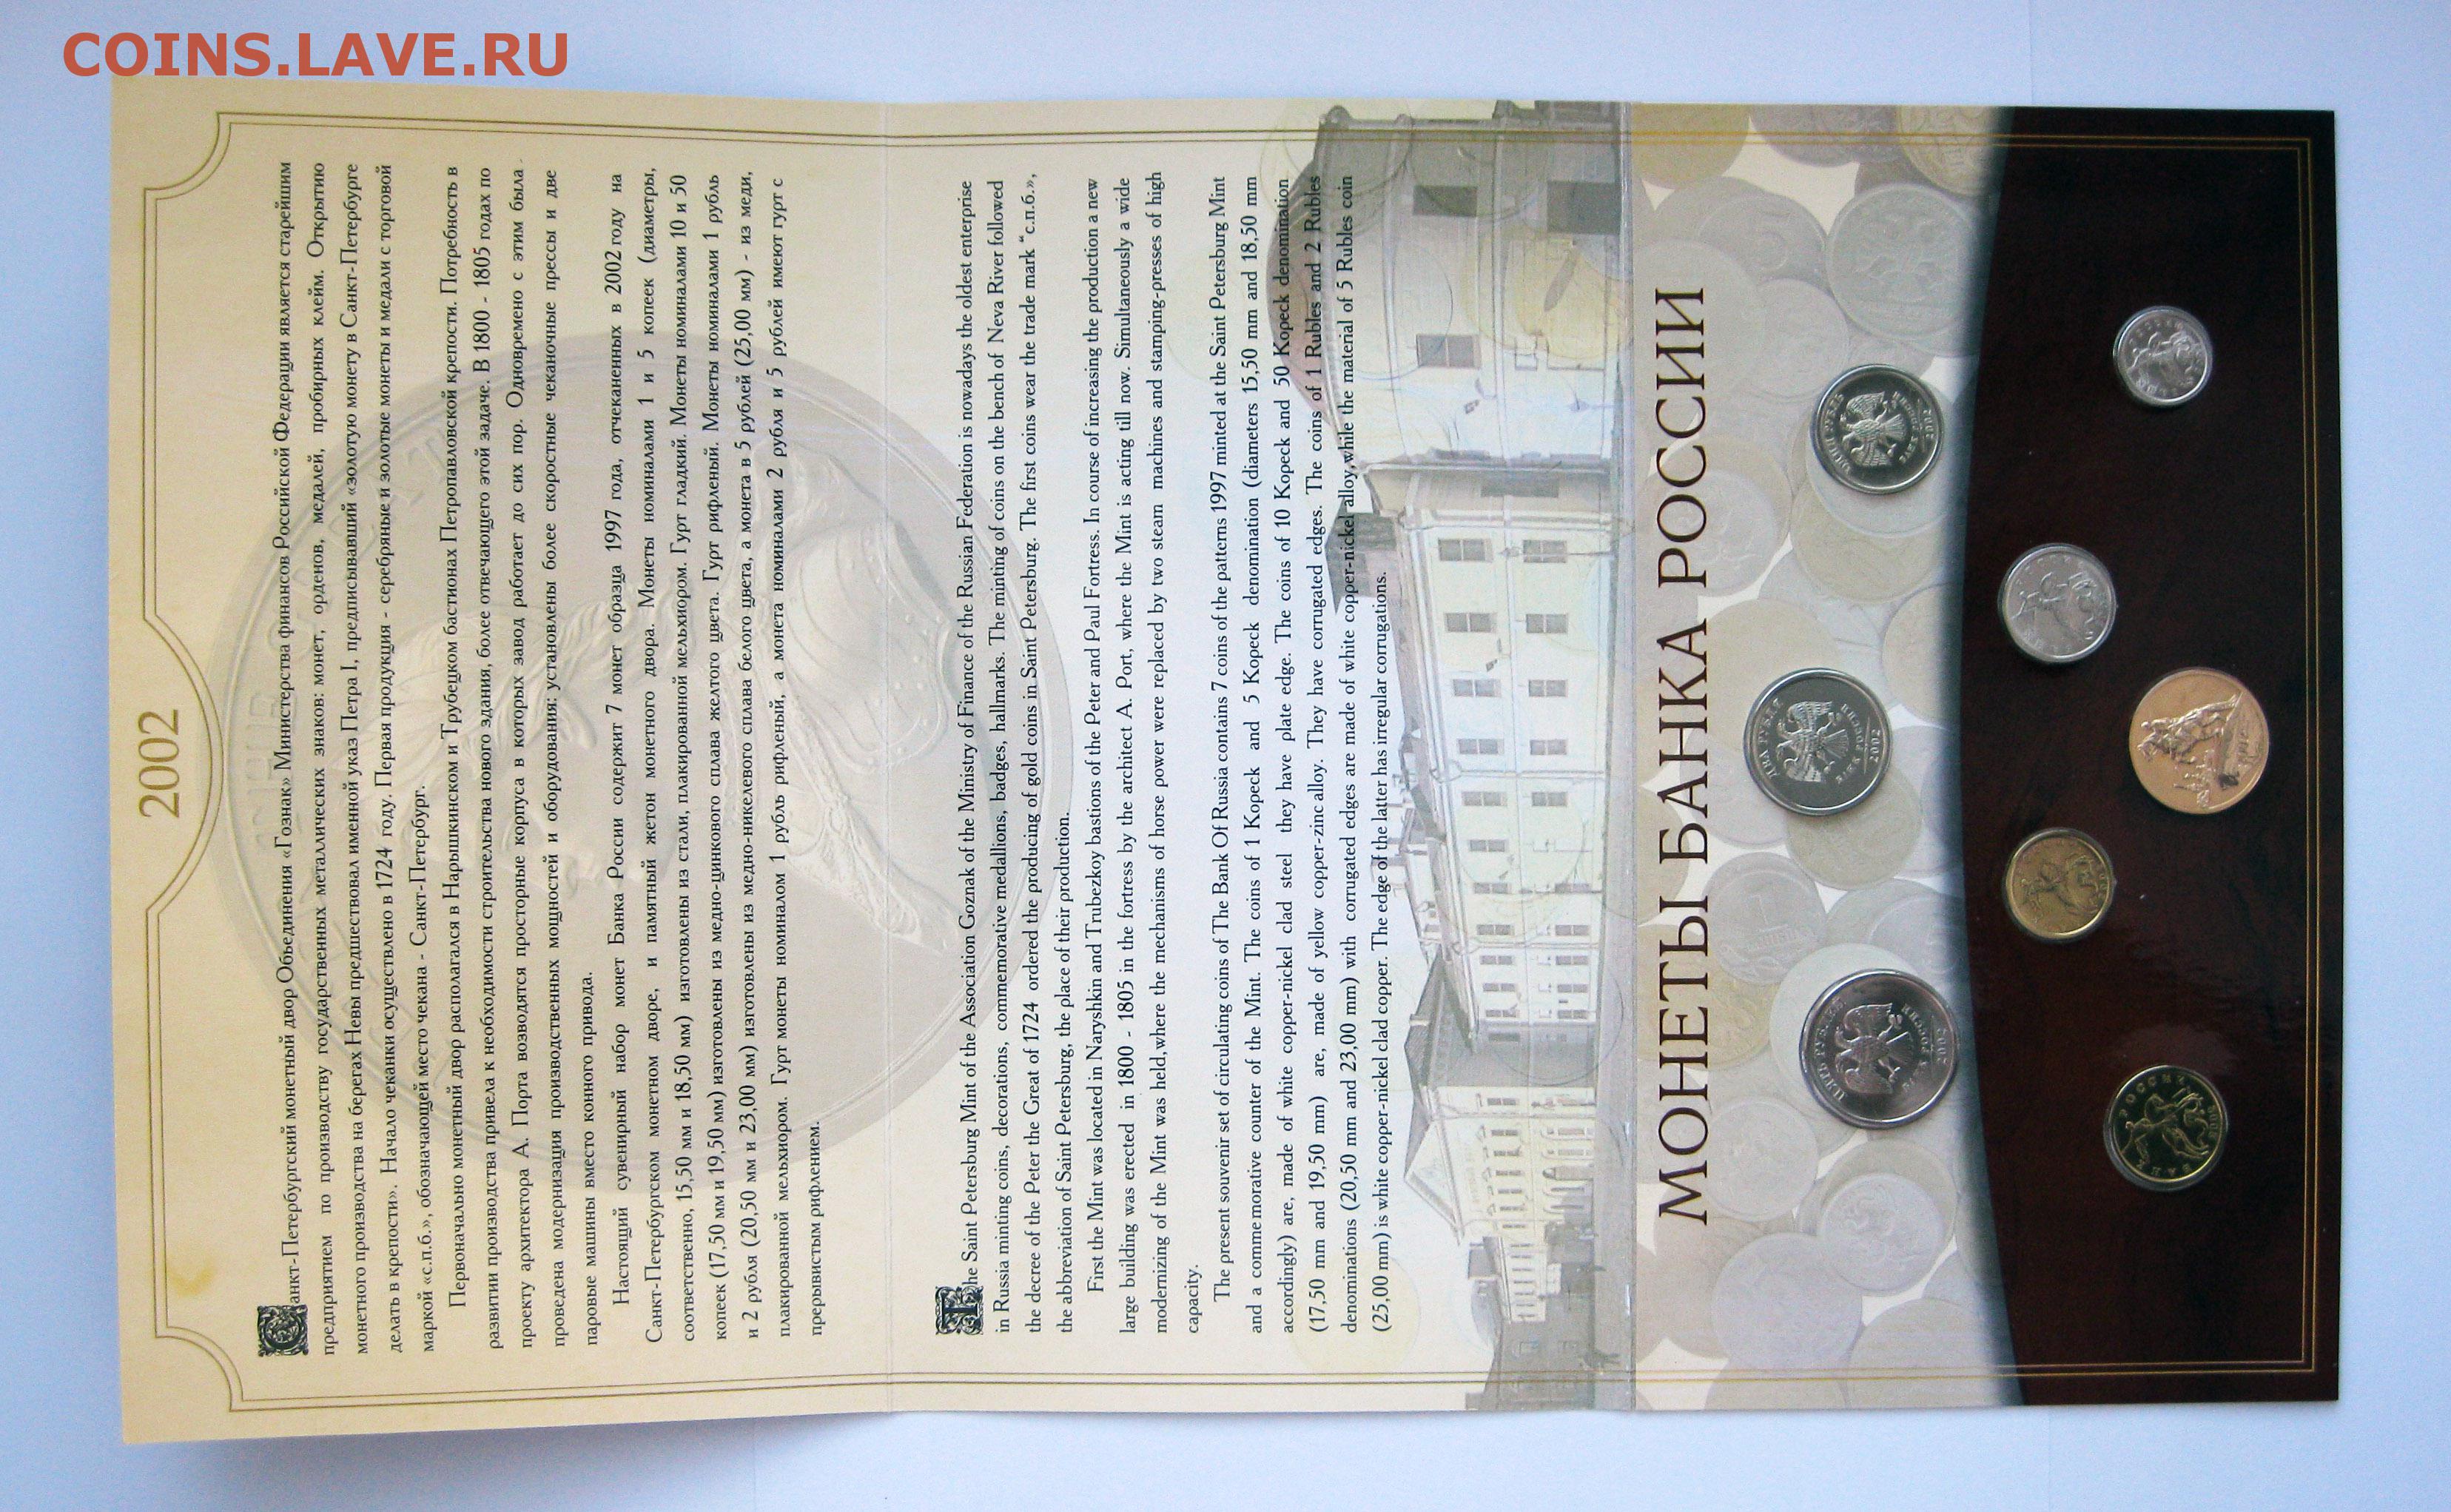 COINS.LAVE.RU
2002
Санкт-Петербургский монетный двор Объединения «Гознак» Министерства финансов Российской Федерации является старейшим
предприятием по производству государственных металлических знаков: монет, орденов, медалей, пробирных клейм. Открытию
монетного производства на берегах Невы предшествовал именной указ Петра I, предписывавший «золотую монету в Санкт-Петербурге
делать в крепости». Начало чеканки осуществлено в 1724 году. Первая продукция - серебряные и золотые монеты и медали с торговой
маркой «с.п.б.», обозначающей место чекана - Санкт-Петербург.
Первоначально монетный двор располагался в Нарышкинском и Трубецком бастионах Петропавловской крепости. Потребность в
развитии производства привела к необходимости строительства нового здания, более отвечающего этой задаче. В 1800 - 1805 годах по
проекту архитектора А. Порта возводятся просторные корпуса в которых завод работает до сих пор. Одновремено с этим была
проведена модернизация производственных мощностей и оборудования: установлены более скоростные чеканочные прессы и две
паровые машины вместо конного привода.
Настоящий сувенирный набор монет Банка России содержит 7 монет образца 1997 года, отчеканенных в 2002 году на
Санкт-Петербургском монетном дворе, и памятный жетон монетного двора. Монеты номиналами 1 и 5 копеек (диаметры,
соответственно, 15,50 мм и 18,50 мм) изготовлены из стали, плакированной мельхиором. Гурт гладкий. Монеты номиналами 10 и 50
копеек (17,50 мм и 19,50 мм) изготовлены из медно-цинкового сплава желтого цвета. Гурт рифленый. Монеты номиналами 1 рубль
и 2 рубля (20,50 мм и 23,00 мм) изготовлены из медно-никелевого сплава белого цвета, а монета в 5 рублей (25,00 мм) - из меди,
плакированной мельхиором. Гурт монеты номиналом 1 рубль рифленый, а монета номиналами 2 рубля и 5 рублей имеют гурт с
прерывистым рифлением.
The Saint Petersburg Mint of the Association Goznak of the Ministry of Finance of the Russian Federation is nowadays the oldest enterprise
in Russia minting coins, decorations, commemorative medallions, badges, hallmarks. The minting of coins on the bench of Neva River followed
the decree of the Peter the Great of 1724 ordered the producing of gold coins in Saint Petersburg. The first coins wear the trade mark "с.п.б.»,
the abbreviation of Saint Petersburg, the place of their production.
First the Mint was located in Naryshkin and Trubezkoy bastions of the Peter and Paul Fortress. In course of increasing the production a new
large building was erected in 1800 - 1805 in the fortress by the architect A. Port, where the Mint is acting till now. Simultaneously a wide
modernizing of the Mint was held,where the mechanisms of horse power were replaced by two steam machines and stamping-presses of high
capacity.
The present souvenir set of circulating coins of The Bank Of Russia contains 7 coins of the patterns 1997 minted at the Saint Petersburg Mint
and a commemorative counter of the Mint. The coins of 1 Kopeck and 5 Kopeck denomination (diameters 15,50 mm and 18,50 mm
accordingly) are, made of white copper-nickel clad steel they have plate edge. The coins of 10 Kopeck and 50 Kopeck denomination
(17,50 mm and 19,50 mm) are, made of yellow copper-zinc alloy. They have corrugated edges. The coins of 1 Rubles and 2 Rubles
denominations (20,50 mm and 23,00 mm) with corrugated edges are made of white copper-nickel alloy,while the material of 5 Rubles coin
(25,00 mm) is white copper-nickel clad copper. The edge of the latter has irregular corrugations.
МОНЕТЫ БАНКА РОССИИ
ПЯТЬ РУБЛЕЙ
2002
ДВА РУБЛЯ
БАНК РОССИИ
2002
ОДИН РУБЛЬ
БАНК РОССИИ
2002
БАНК РОССИИ
2002